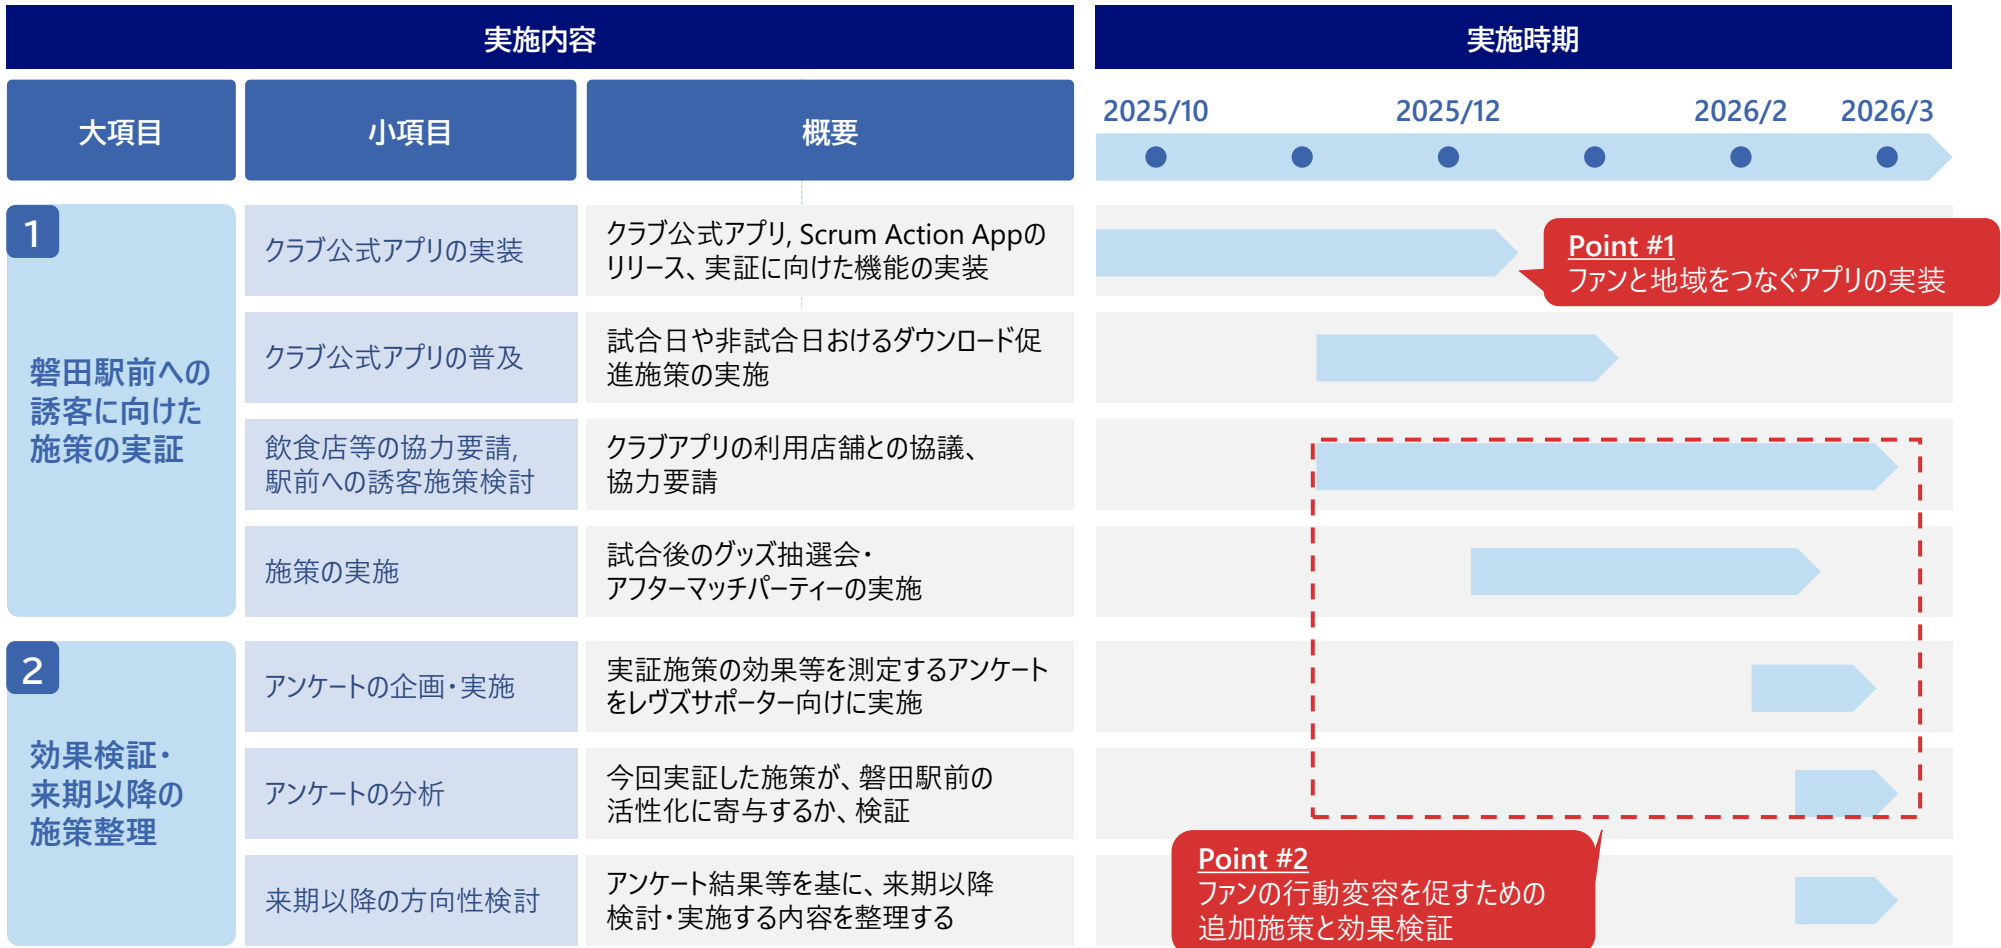 実施内容
実施時期
大項目
小項目
概要
2025/10
2025/12
2026/2
2026/3
1
磐田駅前への
誘客に向けた
施策の実証
クラブ公式アプリの実装
クラブ公式アプリ, Scrum Action Appの
リリース、実証に向けた機能の実装
Point #1
ファンと地域をつなぐアプリの実装
クラブ公式アプリの普及
試合日や非試合日おけるダウンロード促
進施策の実施
飲食店等の協力要請,
駅前への誘客施策検討
クラブアプリの利用店舗との協議、
協力要請
施策の実施
試合後のグッズ抽選会・
アフターマッチパーティーの実施
2
効果検証・
来期以降の
施策整理
アンケートの企画・実施
実証施策の効果等を測定するアンケート
をレヴズサポーター向けに実施
アンケートの分析
今回実証した施策が、磐田駅前の
活性化に寄与するか、検証
来期以降の方向性検討
アンケート結果等を基に、来期以降
検討・実施する内容を整理する
Point #2
ファンの行動変容を促すための
追加施策と効果検証